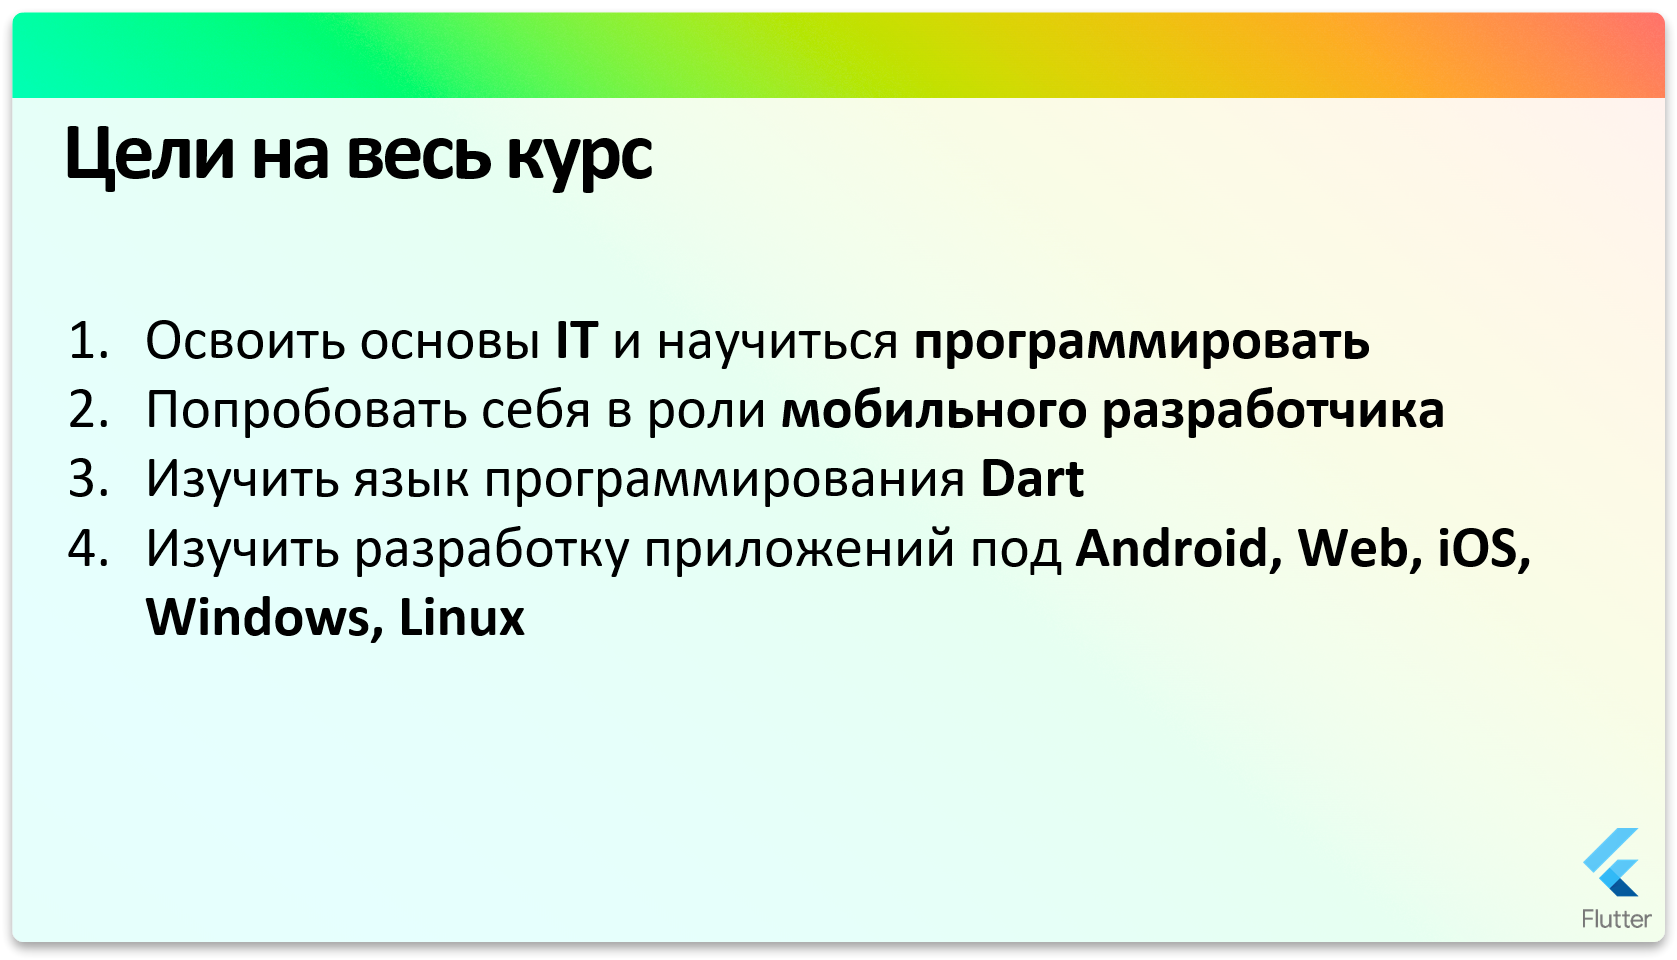 Цели на весь курс
1. Освоить основы IT и научиться программировать
2. Попробовать себя в роли мобильного разработчика
3. Изучить язык программирования Dart
4. Изучить разработку приложений под Android, Web, iOS,
Windows, Linux
Flutter